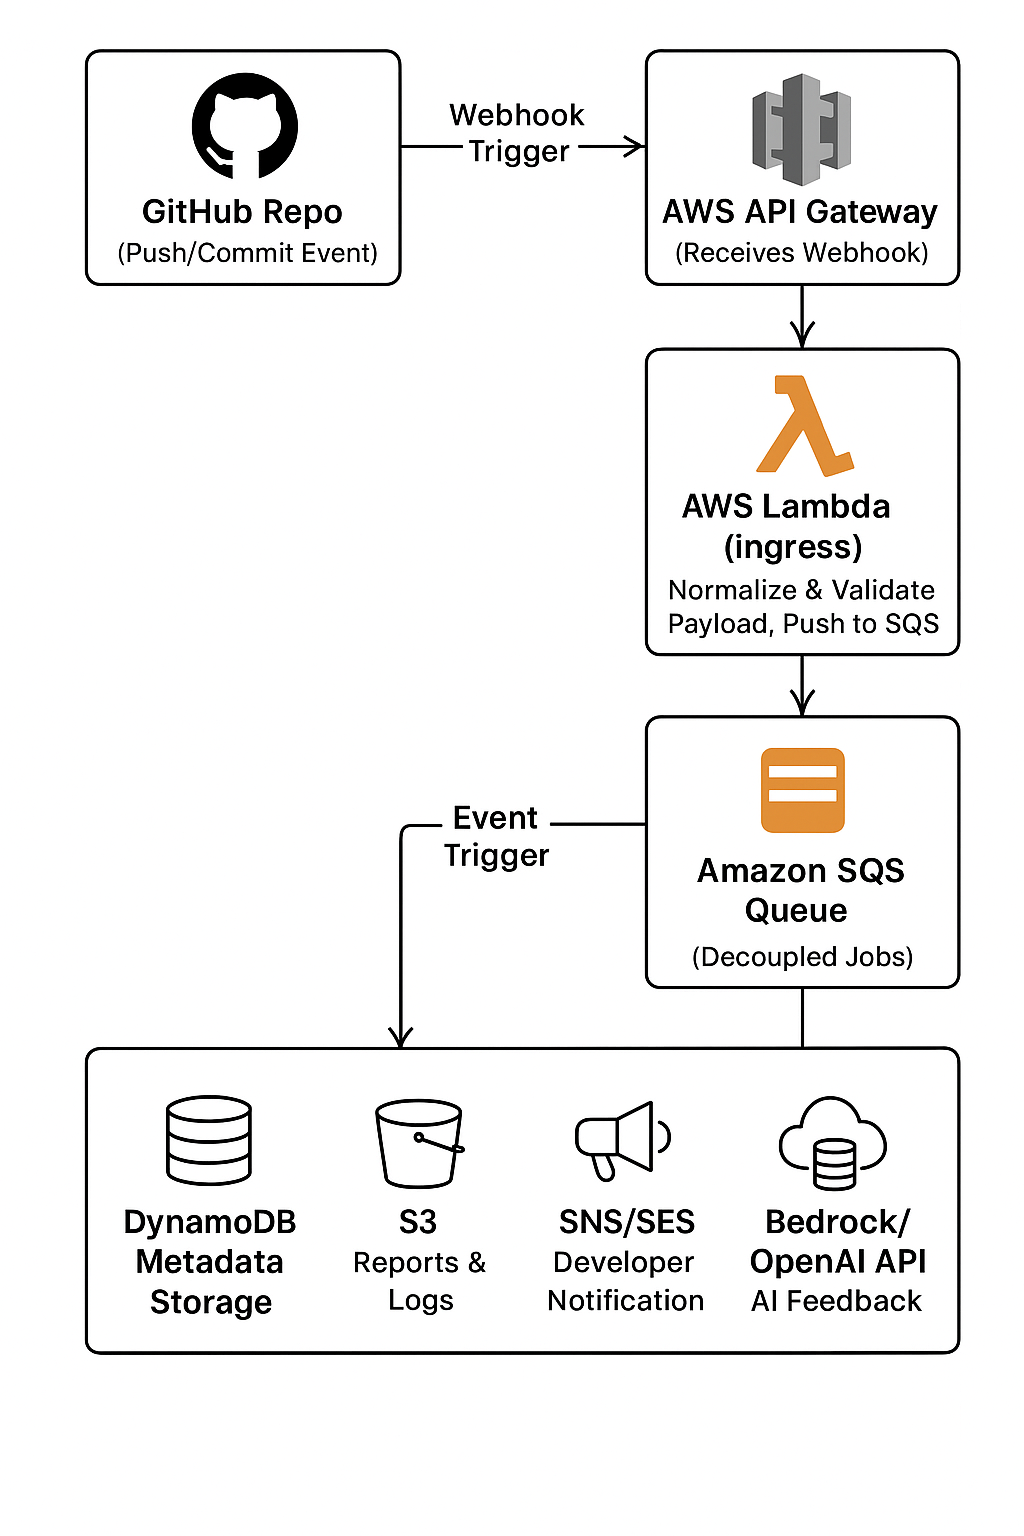 GitHub Repo
(Push/Commit Event)
Webhook
Trigger
AWS API Gateway
(Receives Webhook)
AWS Lambda
(ingress)
Normalize & Validate
Payload, Push to SQS
Event
Trigger
Amazon SQS
Queue
(Decoupled Jobs)
DynamoDB
Metadata
Storage
S3
Reports &
Logs
SNS/SES
Developer
Notification
Bedrock/
OpenAI API
AI Feedback